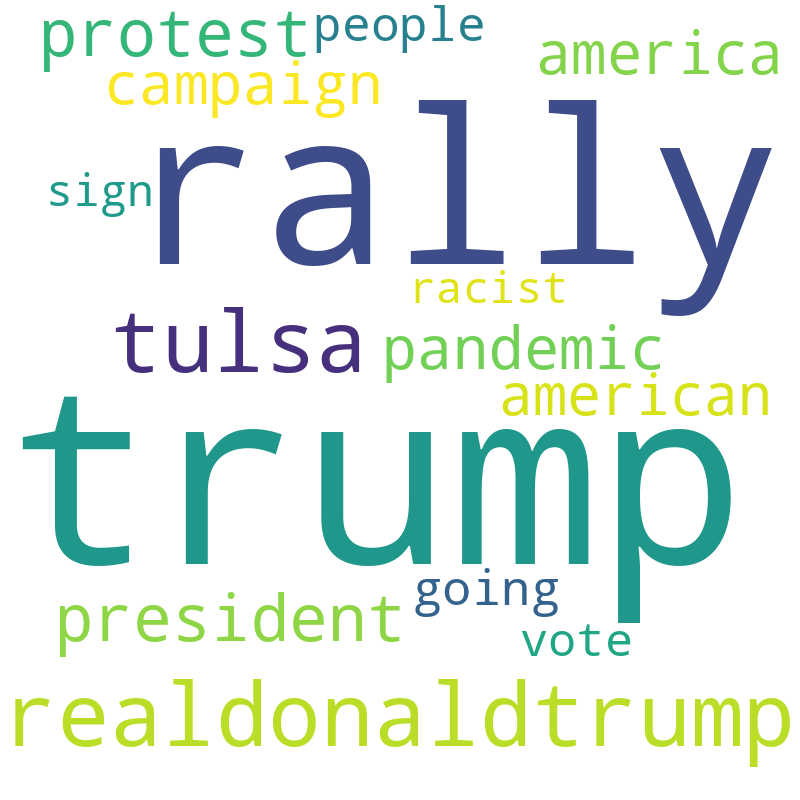 protest people
campaign america
rally
sign
racist
tulsa pandemic
american
trump
president going
vote
realdonaldtrump